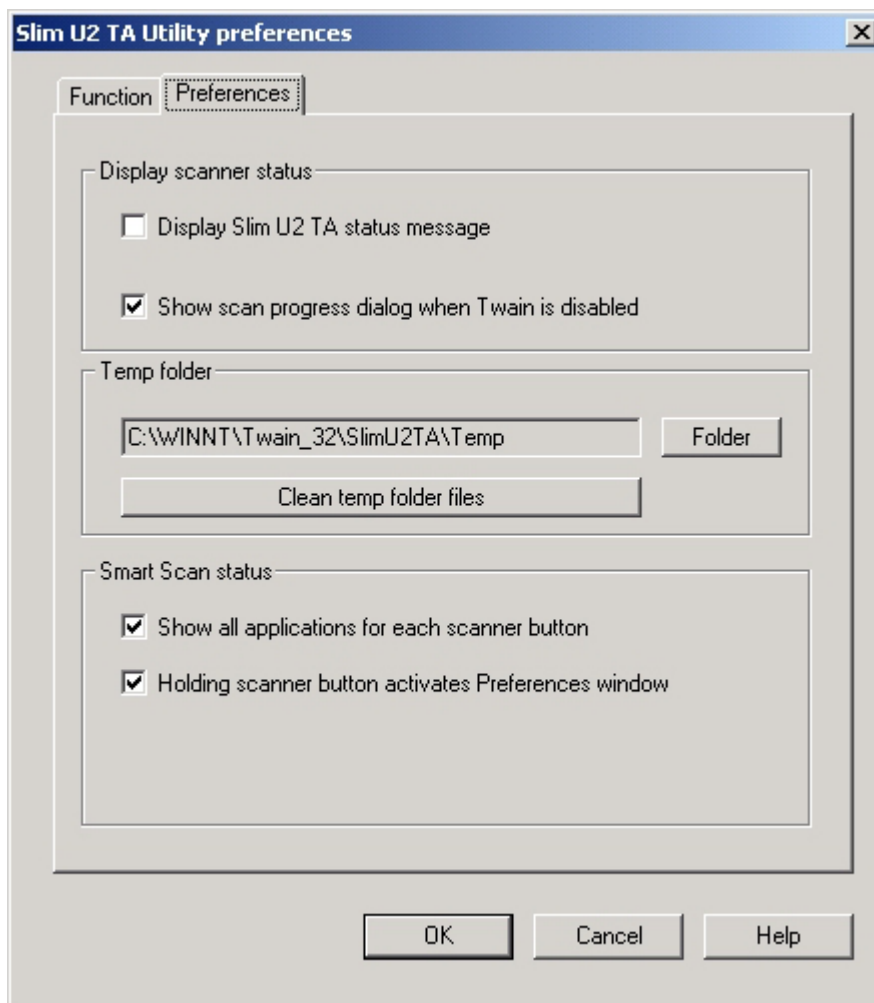 Slim U2 TA Utility preferences
Function Preferences
Display scanner status
Display Slim U2 TA status message
Show scan progress dialog when Twain is disabled
Temp folder
C:\WINNT\Twain_32\SlimU2TA\Temp Folder
Clean temp folder files
Smart Scan status
Show all applications for each scanner button
Holding scanner button activates Preferences window
OK Cancel Help